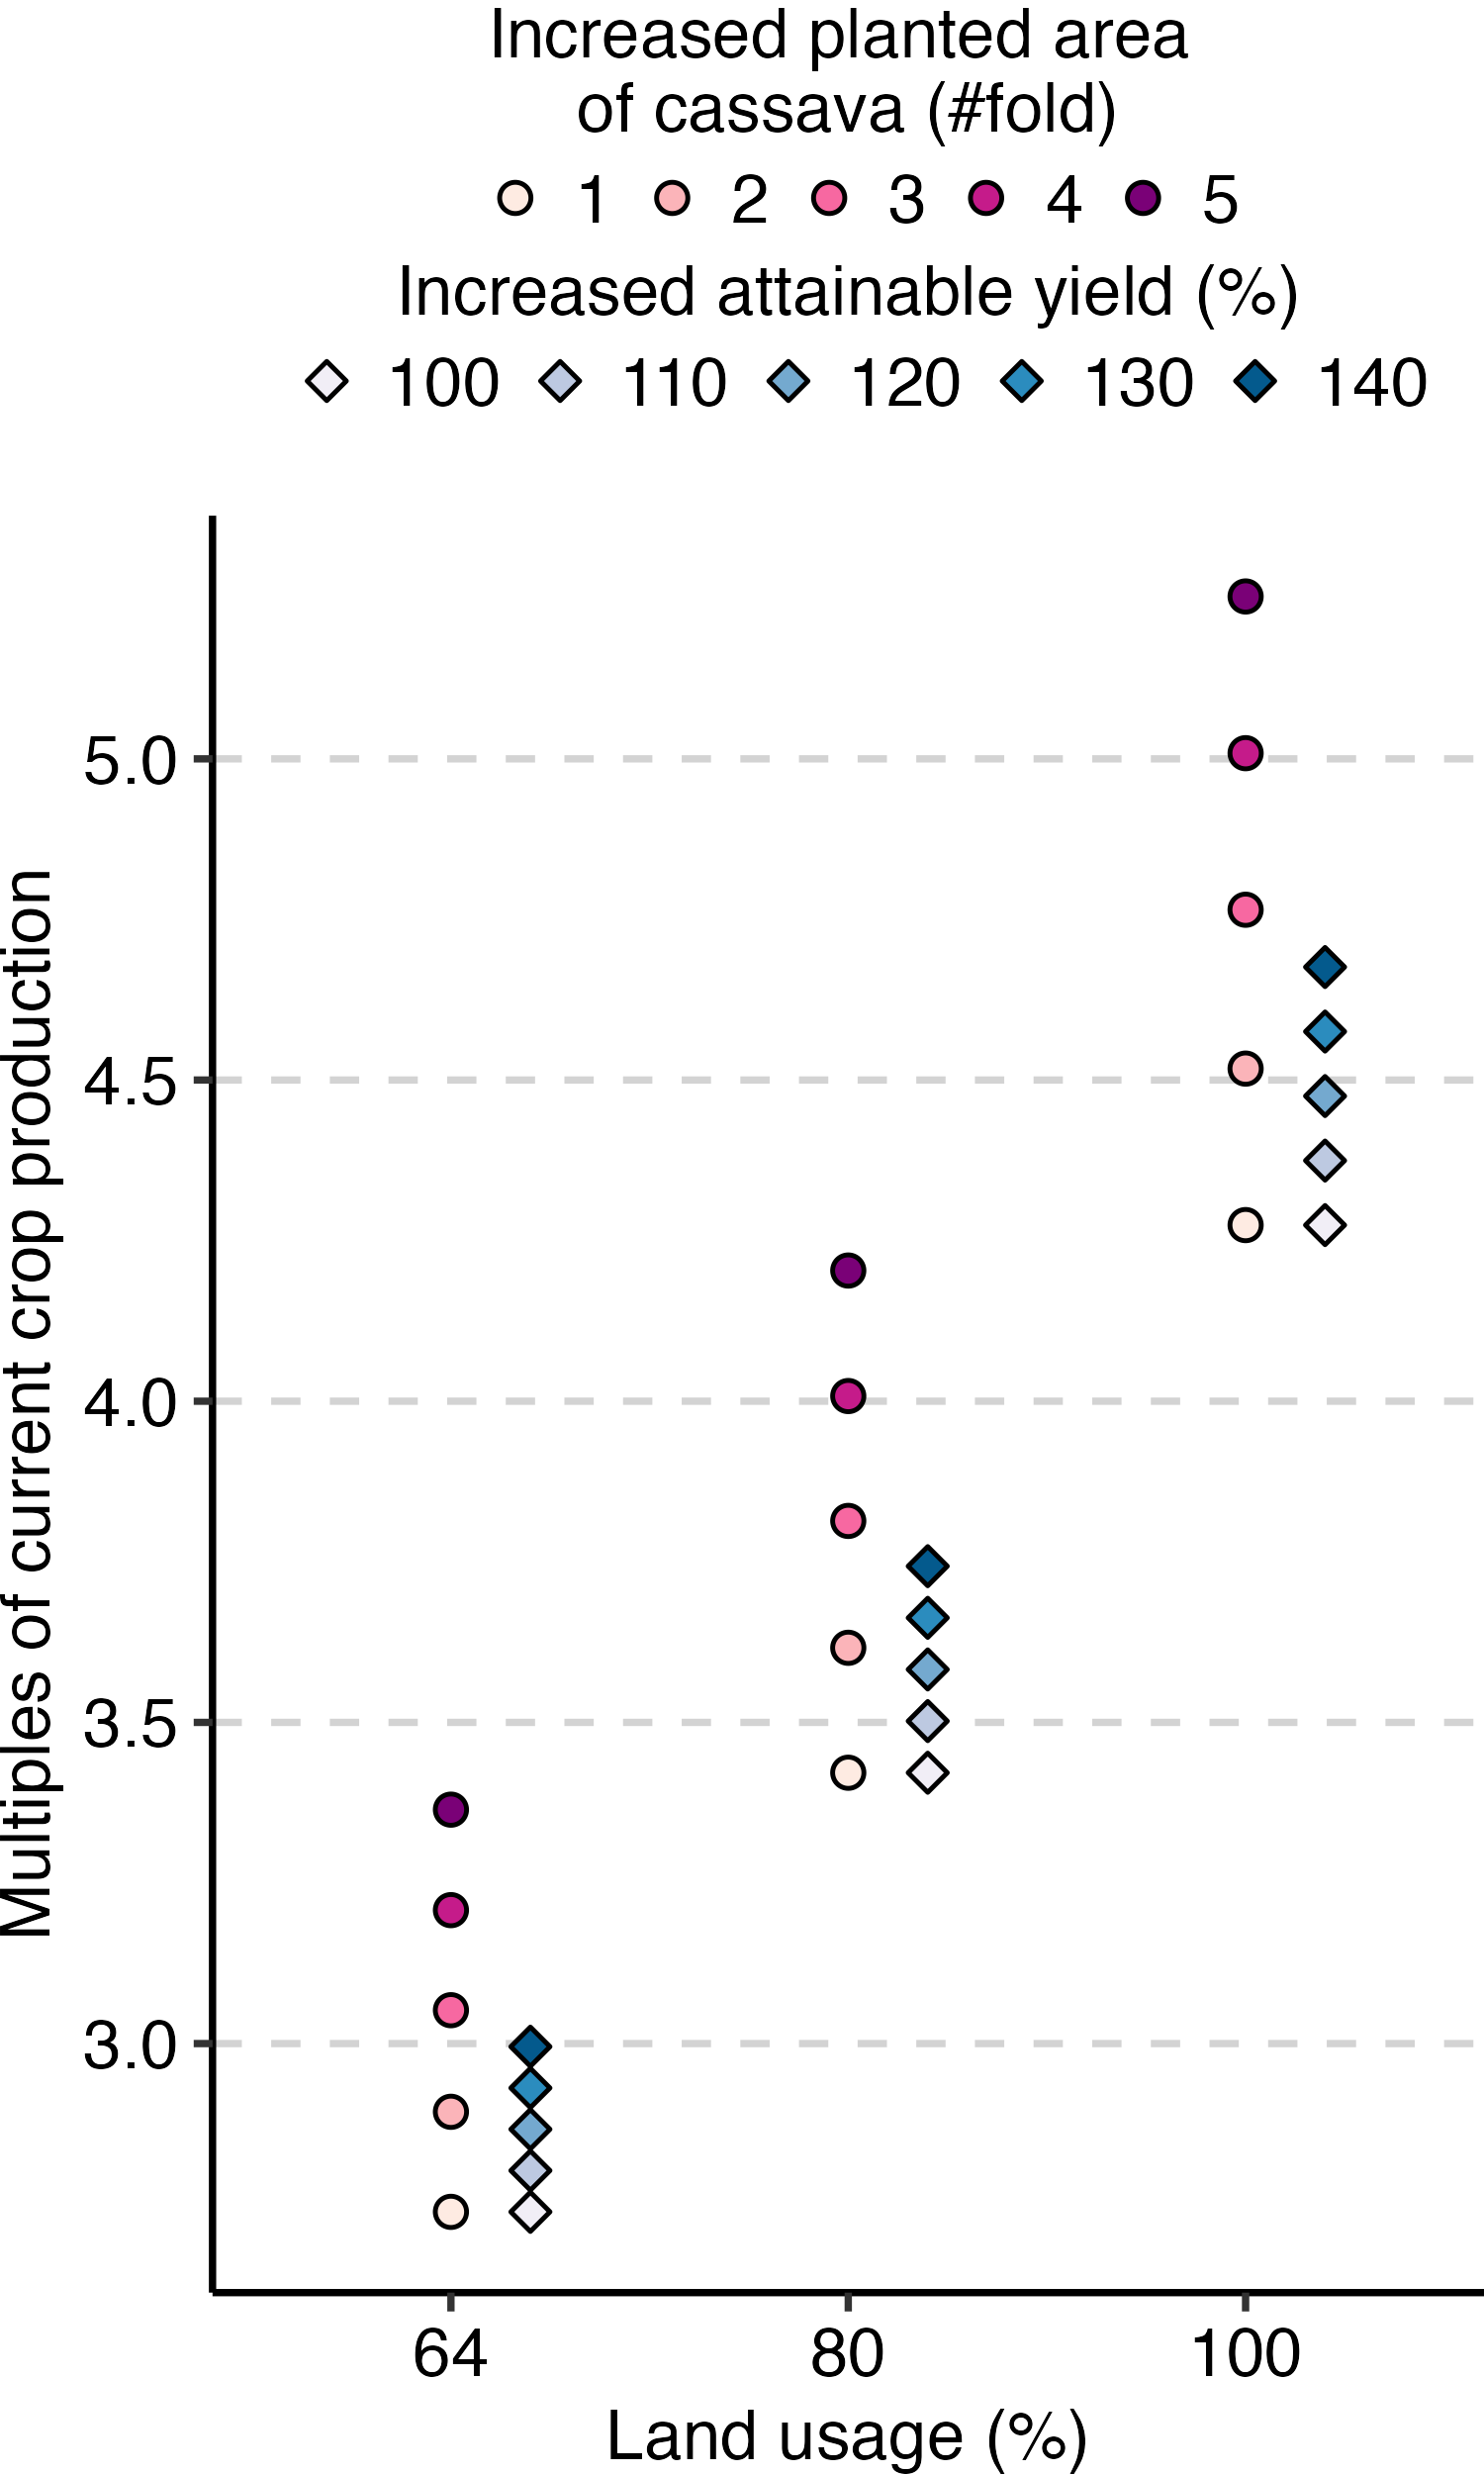 Increased planted area
of cassava (#fold)
1 2 3 4 5
Increased attainable yield (%)
100 110 120 130 140
Multiples of current crop production
5.0
4.5
4.0
3.5
3.0
64 80 100
Land usage (%)